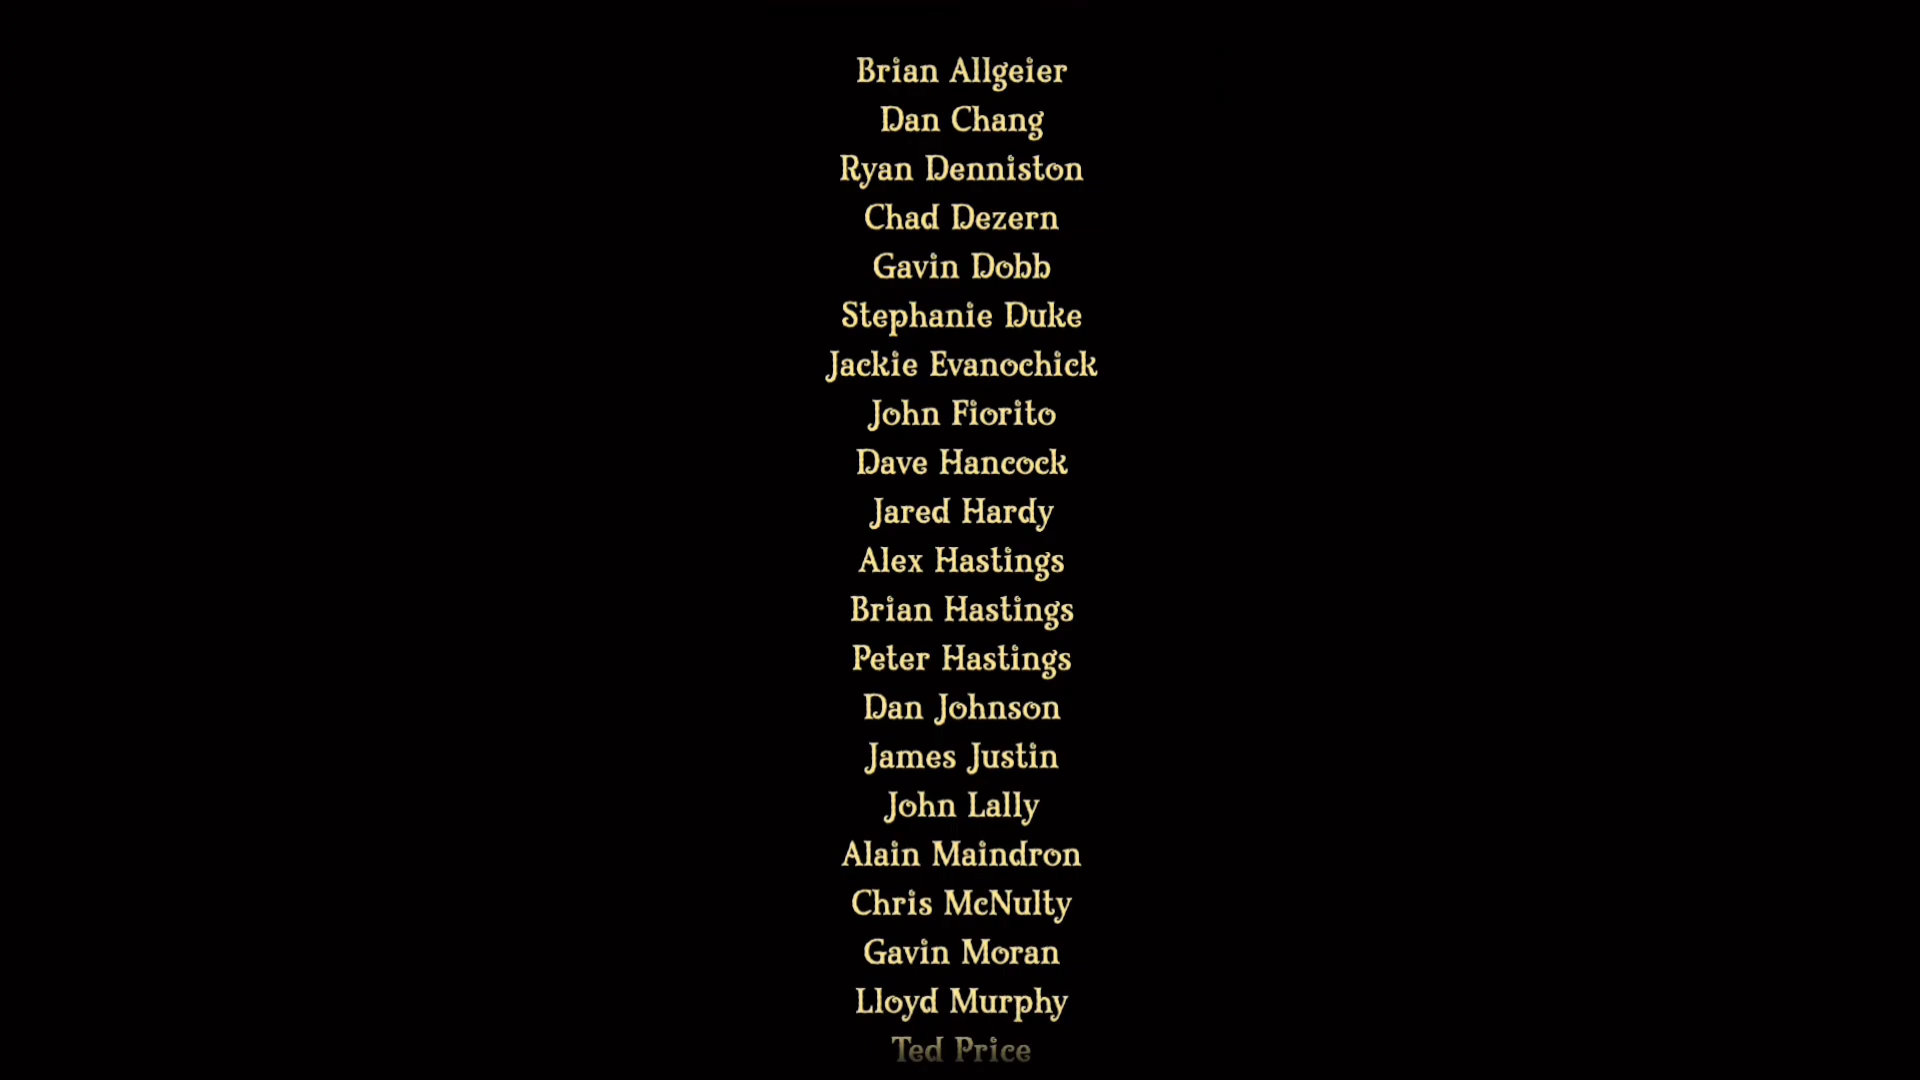 Brian Allgeier
Dan Chang
Ryan Denniston
Chad Dezern
Gavin Dobb
Stephanie Duke
Jackie Evanochick
John Fiorito
Dave Hancock
Jared Hardy
Alex Hastings
Brian Hastings
Peter Hastings
Dan Johnson
James Justin
John Lally
Alain Maindron
Chris McNulty
Gavin Moran
Lloyd Murphy
Ted Price